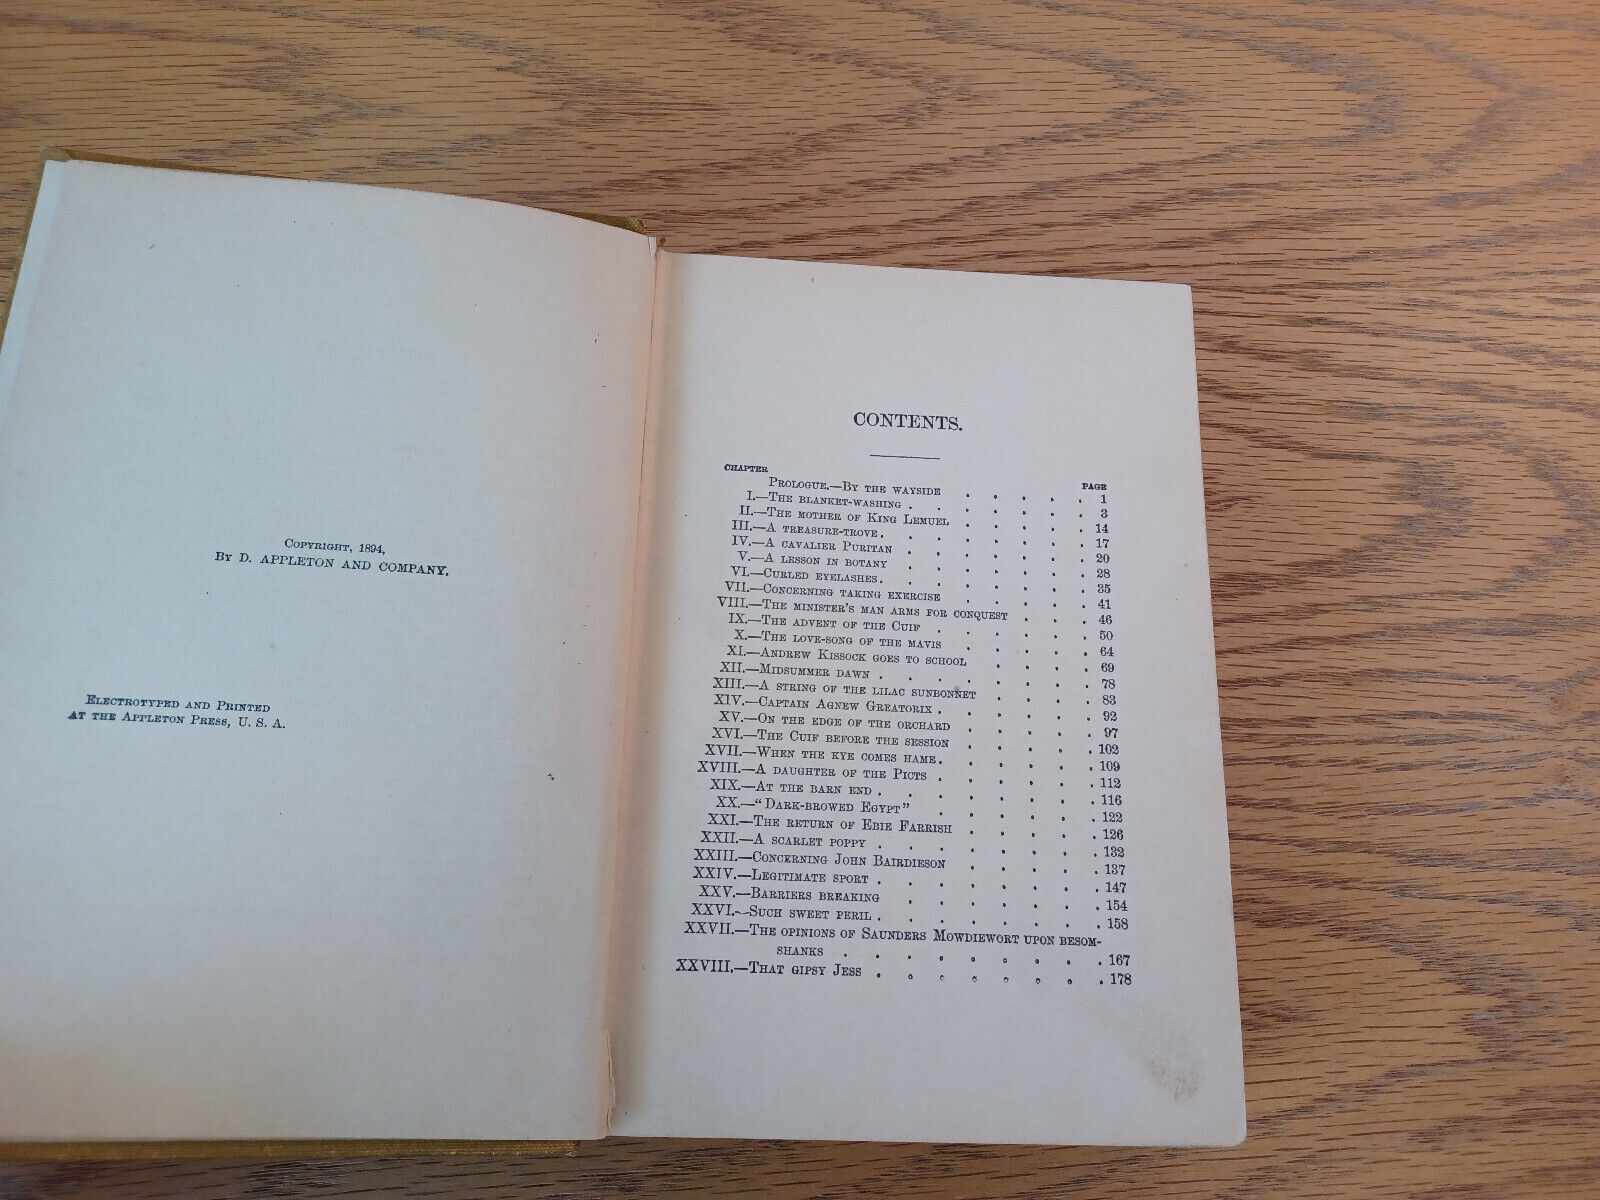 Copyright, 1894,
By D. APPLETON AND COMPANY.
Electrotyped and Printed
at the Appleton Press, U. S. A.
CONTENTS.
CHAPTER PAGE
Prologue.—By the wayside . . . . . 1
I.—The blanket-washing . . . . . . 3
II.—The mother of King Lemuel . . . . . 14
III.—A treasure-trove . . . . . . . 17
IV.—A cavalier Puritan . . . . . . 20
V.—A lesson in botany . . . . . . 28
VI.—Curled eyelashes . . . . . . . 35
VII.—Concerning taking exercise . . . . . 41
VIII.—The minister's man arms for conquest . . . 46
IX.—The advent of the Cuif . . . . . . 50
X.—The love-song of the mavis . . . . . 64
XI.—Andrew Kissock goes to school . . . . 69
XII.—Midsummer dawn . . . . . . . 78
XIII.—A string of the lilac sunbonnet . . . . 83
XIV.—Captain Agnew Greatorix . . . . . . 92
XV.—On the edge of the orchard . . . . . 97
XVI.—The Cuif before the session . . . . . 102
XVII.—When the kye comes hame . . . . . . 109
XVIII.—A daughter of the Picts . . . . . . 112
XIX.—At the barn end . . . . . . . 116
XX.—"Dark-browed Egypt" . . . . . . 122
XXI.—The return of Ebie Farrish . . . . . 126
XXII.—A scarlet poppy . . . . . . . . 132
XXIII.—Concerning John Bairdieson . . . . . 137
XXIV.—Legitimate sport . . . . . . . . 147
XXV.—Barriers breaking . . . . . . . 154
XXVI.—Such sweet peril . . . . . . . . 158
XXVII.—The opinions of Saunders Mowdiewort upon besom-
shanks . . . . . . . . . 167
XXVIII.—That gipsy Jess . . . . . . . . 178